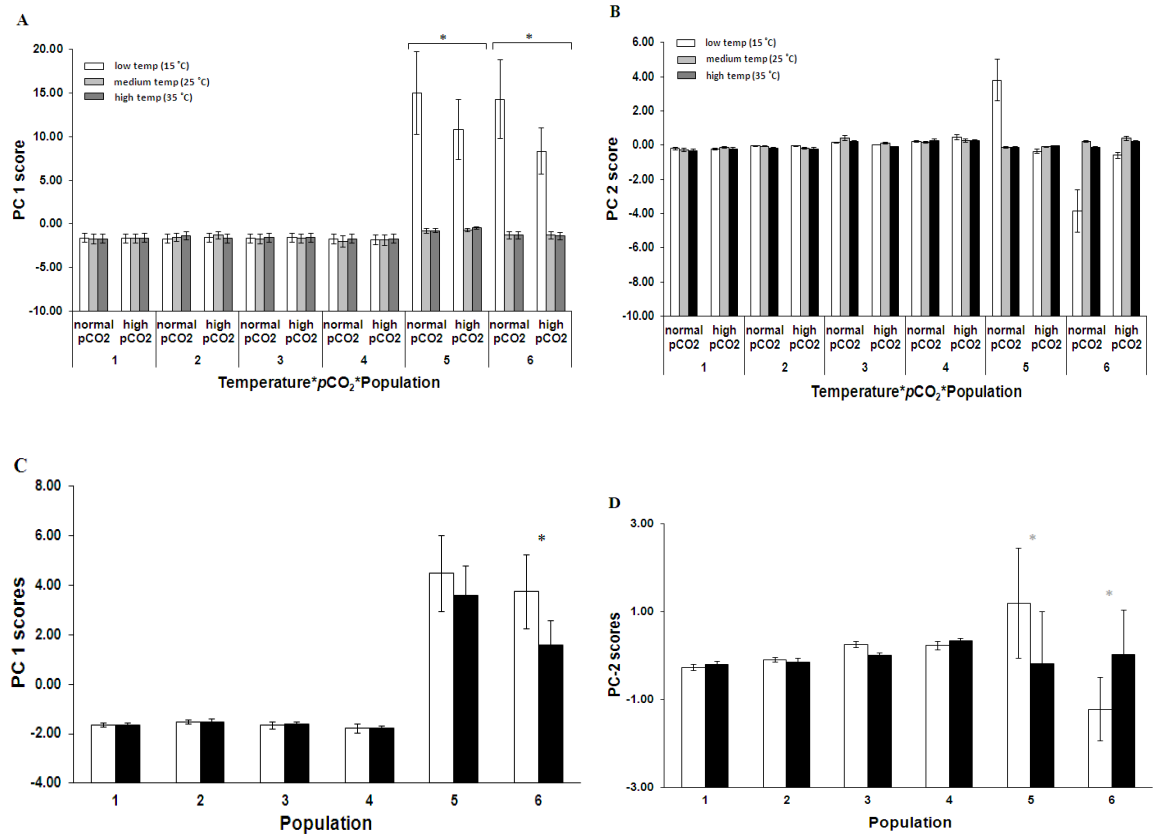 A
* *
20.00
15.00
10.00
5.00
0.00
-5.00
-10.00
PC 1 score
low temp (15 ˚C)
medium temp (25 ˚C)
high temp (35 ˚C)
normal pCO2 high pCO2 normal pCO2 high pCO2 normal pCO2 high pCO2 normal pCO2 high pCO2 normal pCO2 high pCO2 normal pCO2 high pCO2
1 2 3 4 5 6
Temperature*pCO₂*Population
B
6.00
4.00
2.00
0.00
-2.00
-4.00
-6.00
-8.00
-10.00
PC 2 score
low temp (15 ˚C)
medium temp (25 ˚C)
high temp (35 ˚C)
normal pCO2 high pCO2 normal pCO2 high pCO2 normal pCO2 high pCO2 normal pCO2 high pCO2 normal pCO2 high pCO2 normal pCO2 high pCO2
1 2 3 4 5 6
Temperature*pCO₂*Population
C
8.00
6.00
4.00
2.00
0.00
-2.00
-4.00
PC 1 scores
*
1 2 3 4 5 6
Population
D
3.00
1.00
-1.00
-3.00
PC-2 scores
* *
1 2 3 4 5 6
Population